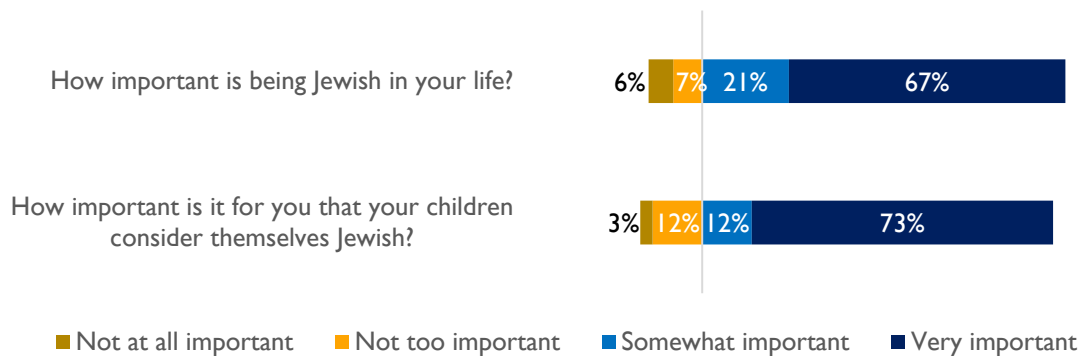 How important is being Jewish in your life?
6% 7% 21% 67%
How important is it for you that your children
consider themselves Jewish?
3% 12% 12% 73%
Not at all important Not too important Somewhat important Very important